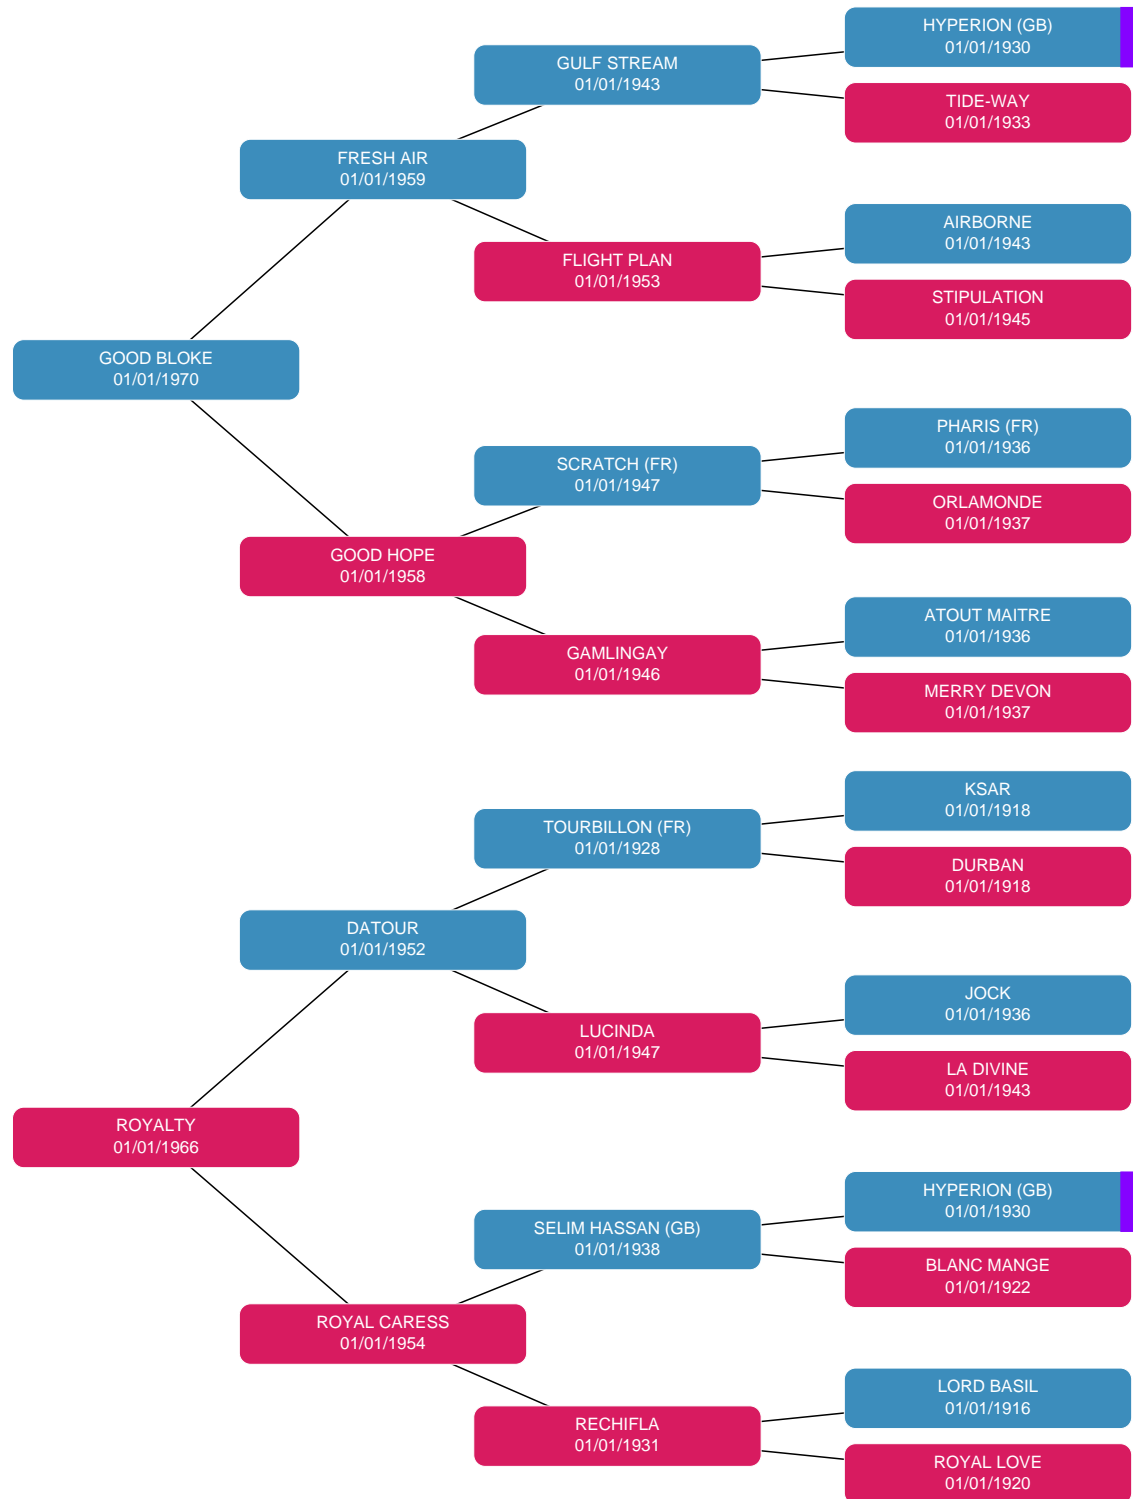 HYPERION (GB)
01/01/1930
GULF STREAM
01/01/1943
TIDE-WAY
01/01/1933
FRESH AIR
01/01/1959
AIRBORNE
01/01/1943
FLIGHT PLAN
01/01/1953
STIPULATION
01/01/1945
GOOD BLOKE
01/01/1970
PHARIS (FR)
01/01/1936
SCRATCH (FR)
01/01/1947
ORLAMONDE
01/01/1937
GOOD HOPE
01/01/1958
ATOUT MAITRE
01/01/1936
GAMLINGAY
01/01/1946
MERRY DEVON
01/01/1937
KSAR
01/01/1918
TOURBILLON (FR)
01/01/1928
DURBAN
01/01/1918
DATOUR
01/01/1952
JOCK
01/01/1936
LUCINDA
01/01/1947
LA DIVINE
01/01/1943
ROYALTY
01/01/1966
HYPERION (GB)
01/01/1930
SELIM HASSAN (GB)
01/01/1938
BLANC MANGE
01/01/1922
ROYAL CARESS
01/01/1954
LORD BASIL
01/01/1916
RECHIFLA
01/01/1931
ROYAL LOVE
01/01/1920